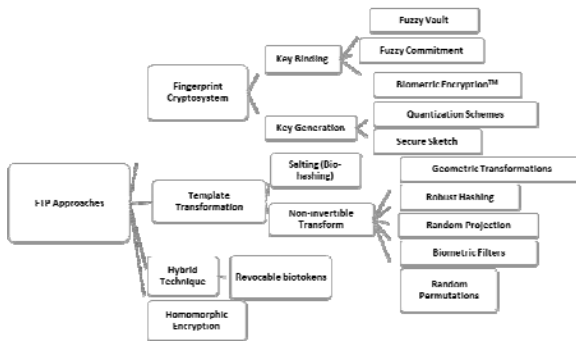 Fuzzy Vault
Fuzzy Commitment
Key Binding
Biometric Encryption™
Fingerprint
Cryptosystem
Quantization Schemes
Key Generation
Secure Sketch
Salting (Bio-
hashing)
Geometric Transformations
FTP Approaches
Template
Transformation
Robust Hashing
Non-invertible
Transform
Random Projection
Biometric Filters
Hybrid
Technique
Revocable biotokens
Random
Permutations
Homomorphic
Encryption